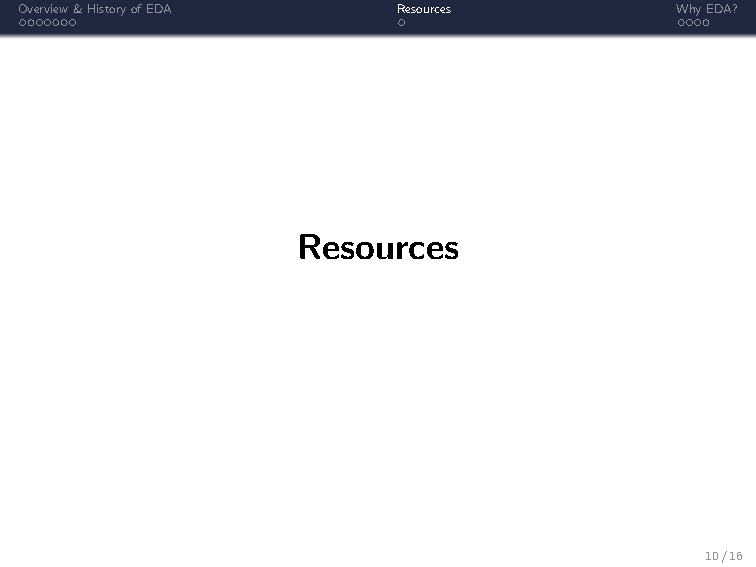 Overview & History of EDA
Resources
Why EDA?
Resources
10 / 16